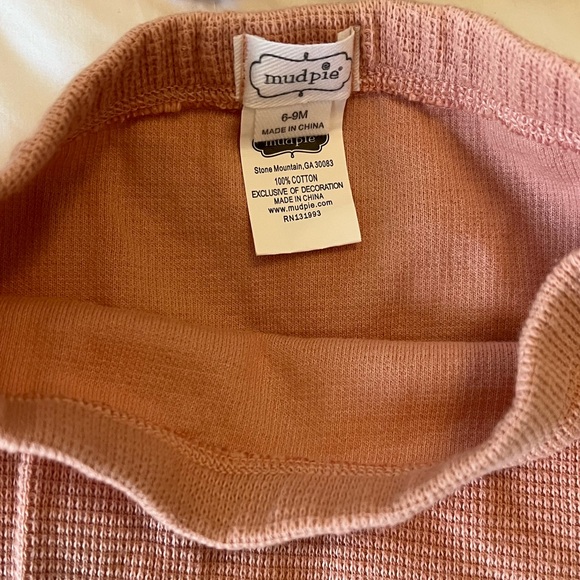 mudpie®
6-9M
MADE IN CHINA
mudpie
Stone Mountain,GA 30083
100% COTTON
EXCLUSIVE OF DECORATION
MADE IN CHINA
www.mudpie.com
RN131993